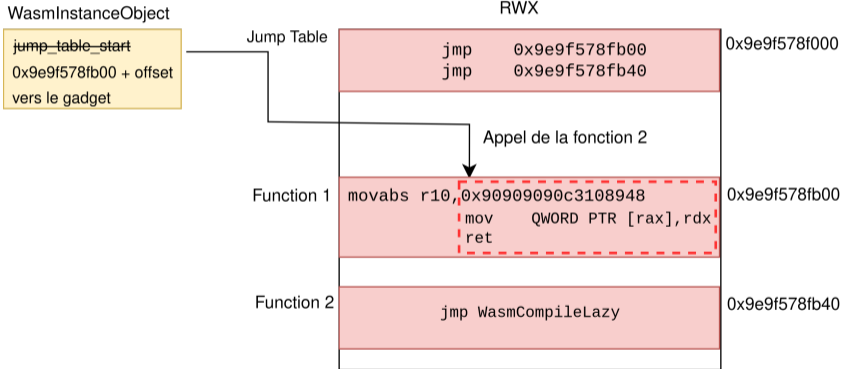 WasmInstanceObject
RWX
jump_table_start
0x9e9f578fb00 + offset
vers le gadget
Jump Table
jmp 0x9e9f578fb00
jmp 0x9e9f578fb40
0x9e9f578f000
Appel de la fonction 2
Function 1
movabs r10,0x90909090c3108948
mov QWORD PTR [rax],rdx
ret
0x9e9f578fb00
Function 2
jmp WasmCompileLazy
0x9e9f578fb40